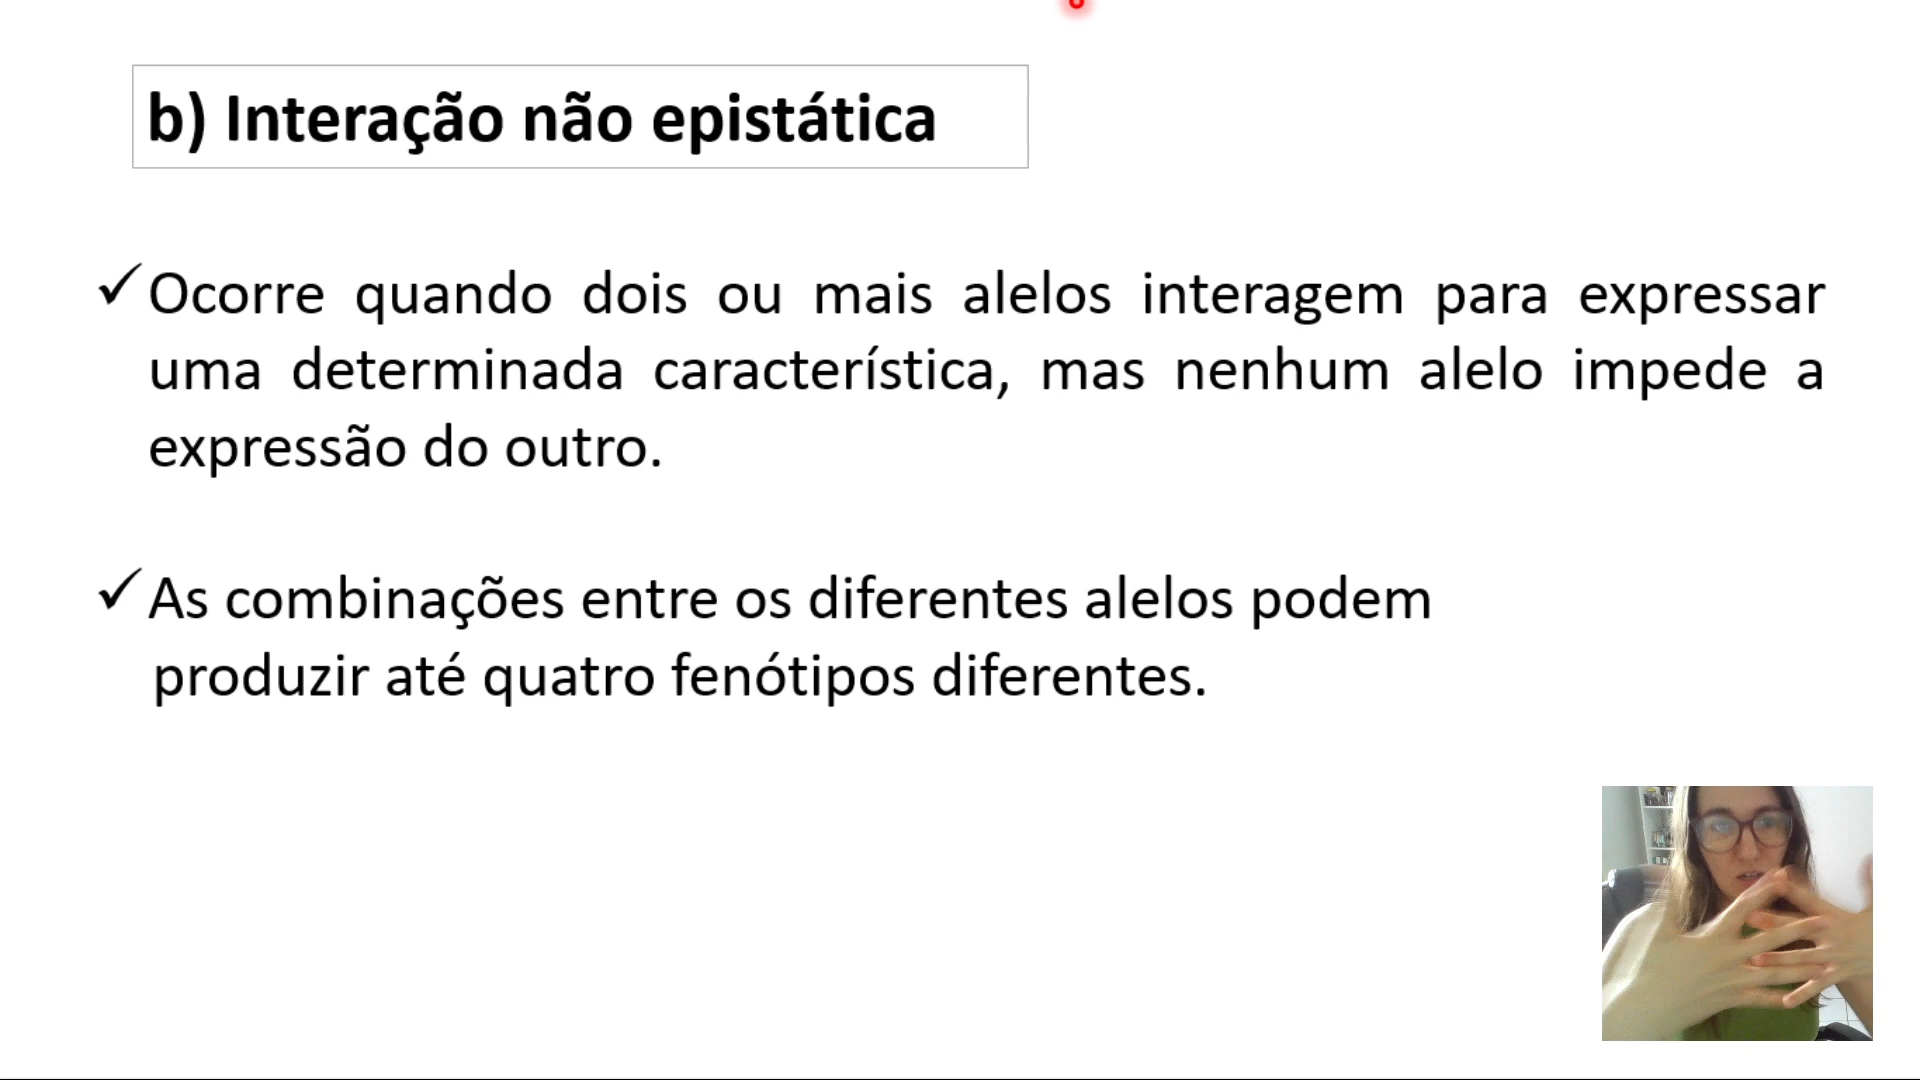 b) Interação não epistática
✓Ocorre quando dois ou mais alelos interagem para expressar
uma determinada característica, mas nenhum alelo impede a
expressão do outro.
✓As combinações entre os diferentes alelos podem
produzir até quatro fenótipos diferentes.